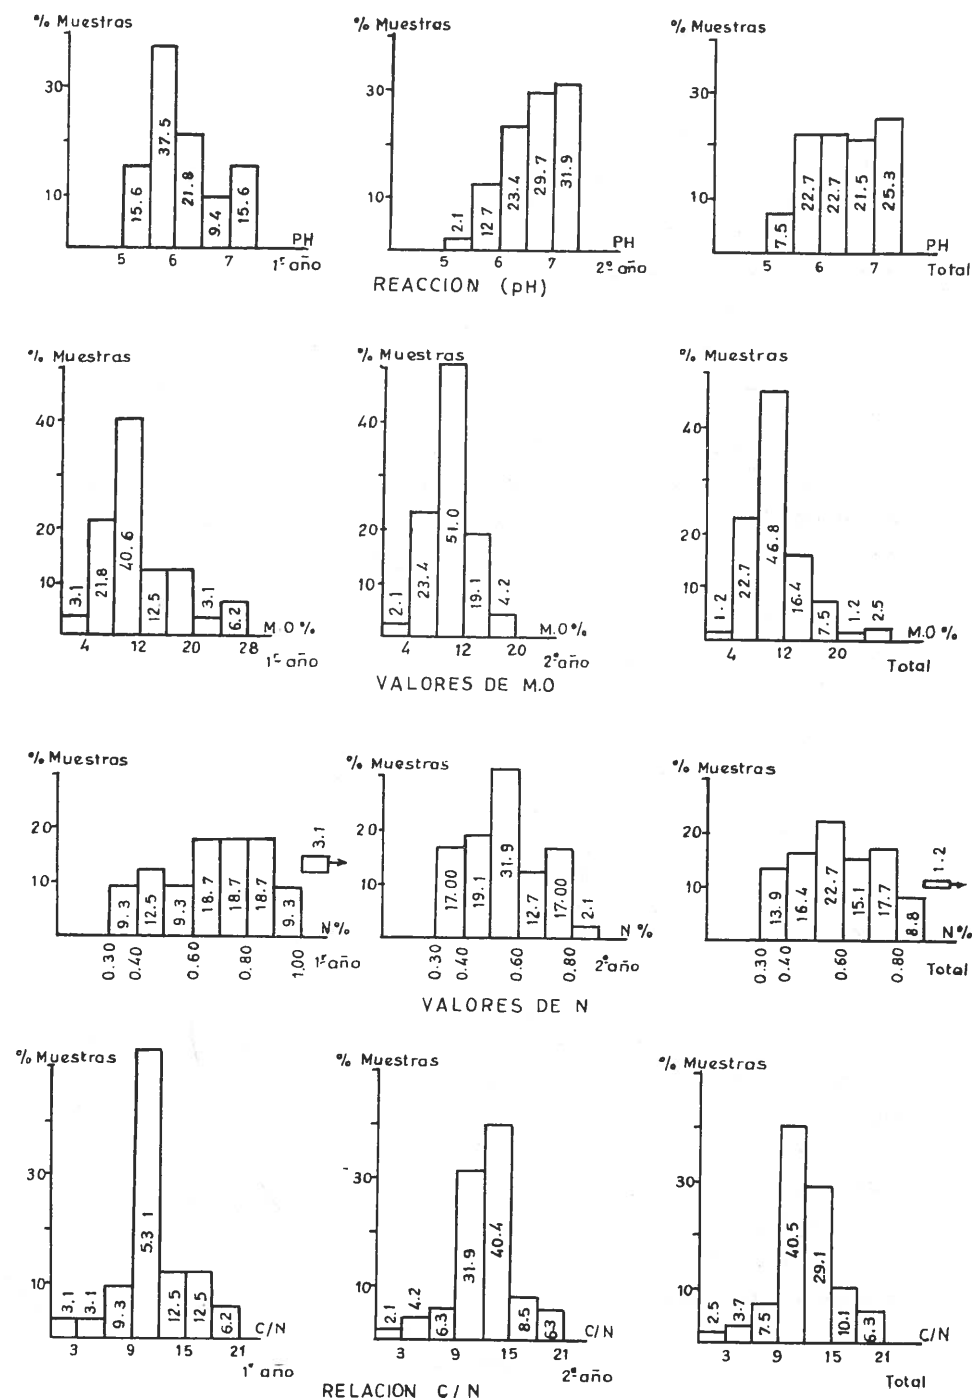 % Muestras
30
10
15.6
37.5
21.8
9.4
15.6
PH
5 6 7
1er año
% Muestras
30
10
2.1
12.7
23.4
29.7
31.9
PH
5 6 7
2º año
% Muestras
30
10
7.5
22.7
22.7
21.5
25.3
PH
5 6 7
Total
REACCION (pH)
% Muestras
40
20
10
3.1
21.8
40.6
12.5
3.1
6.2
M.O %
4 12 20 28
1er año
% Muestras
40
20
10
2.1
23.4
51.0
19.1
4.2
M.O %
4 12 20
2º año
% Muestras
40
20
10
1.2
22.7
46.8
16.4
7.5
1.2
2.5
M.O %
4 12 20
Total
VALORES DE M.O
% Muestras
20
10
9.3
12.5
9.3
18.7
18.7
18.7
9.3
3.1
N%
0.30 0.40 0.60 0.80 1.00
1er año
% Muestras
20
10
17.00
19.1
31.9
12.7
17.00
2.1
N %
0.30 0.40 0.60 0.80
2º año
% Muestras
20
10
13.9
16.4
22.7
15.1
17.7
8.8
1.2
N%
0.30 0.40 0.60 0.80
Total
VALORES DE N
% Muestras
30
10
3.1
3.1
9.3
53 1
12.5
12.5
6.2
C/N
3 9 15 21
1º año
% Muestras
30
10
2.1
4.2
6.3
31.9
40.4
8.5
6.3
C/N
3 9 15 21
2º año
% Muestras
30
10
2.5
3.7
7.5
40.5
29.1
10.1
6.3
C/N
3 9 15 21
Total
RELACION C/N